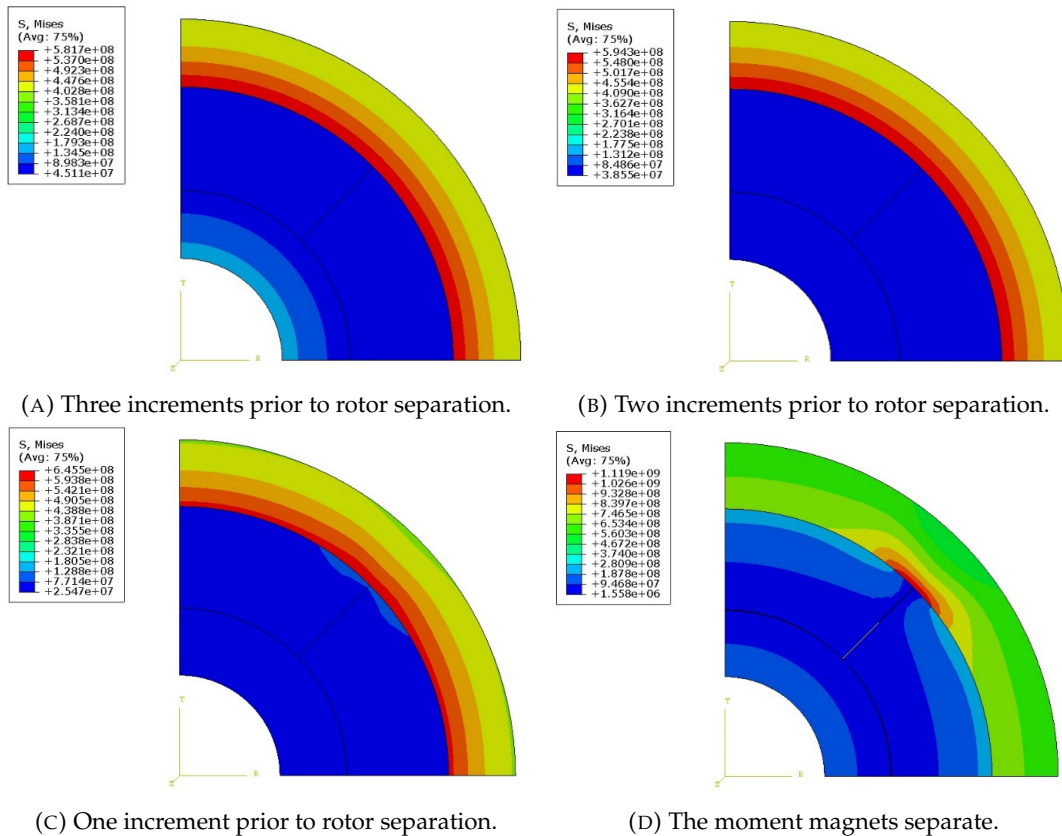 S, Mises
(Avg: 75%)
+5.817e+08
+5.370e+08
+4.923e+08
+4.476e+08
+4.028e+08
+3.581e+08
+3.134e+08
+2.687e+08
+2.240e+08
+1.793e+08
+1.345e+08
+8.983e+07
+4.511e+07
(A) Three increments prior to rotor separation.
S, Mises
(Avg: 75%)
+5.943e+08
+5.480e+08
+5.017e+08
+4.554e+08
+4.090e+08
+3.627e+08
+3.164e+08
+2.701e+08
+2.238e+08
+1.775e+08
+1.312e+08
+8.486e+07
+3.855e+07
(B) Two increments prior to rotor separation.
S, Mises
(Avg: 75%)
+6.455e+08
+5.938e+08
+5.421e+08
+4.905e+08
+4.388e+08
+3.871e+08
+3.355e+08
+2.838e+08
+2.321e+08
+1.805e+08
+1.288e+08
+7.714e+07
+2.547e+07
(C) One increment prior to rotor separation.
S, Mises
(Avg: 75%)
+1.119e+09
+1.026e+09
+9.328e+08
+8.397e+08
+7.465e+08
+6.534e+08
+5.603e+08
+4.672e+08
+3.740e+08
+2.809e+08
+1.878e+08
+9.468e+07
+1.558e+06
(D) The moment magnets separate.